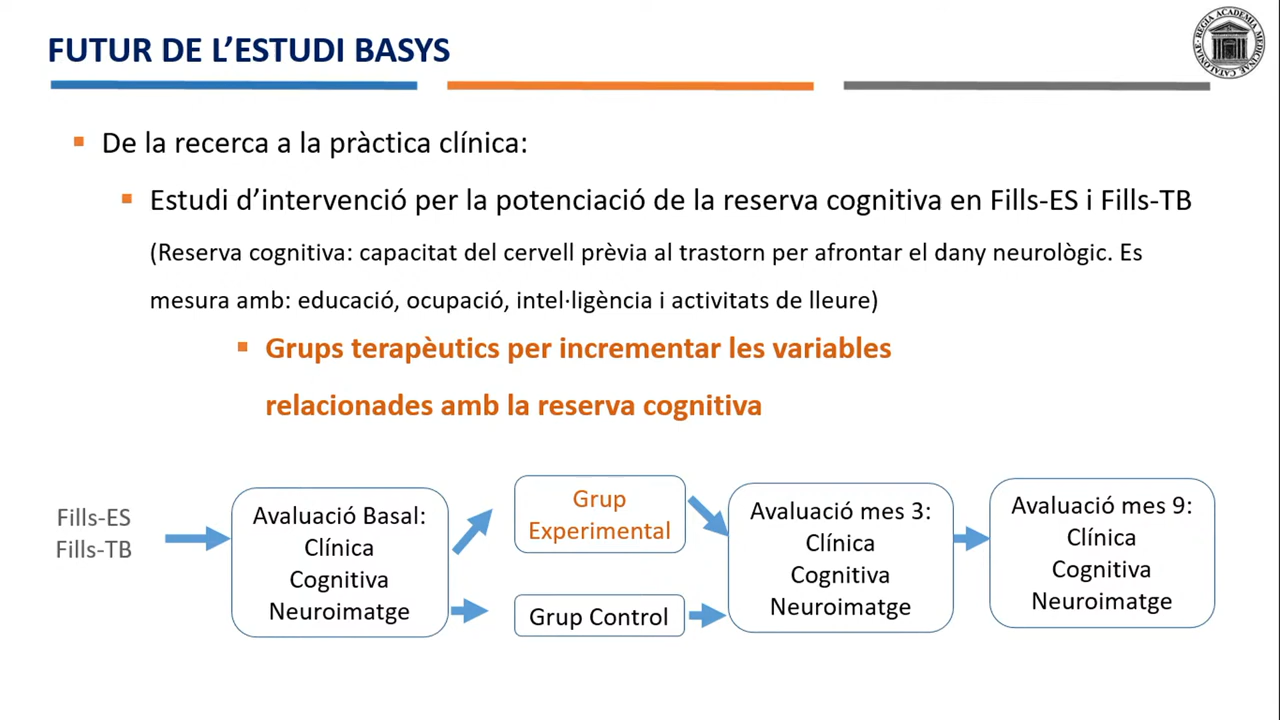 FUTUR DE L’ESTUDI BASYS
REGIA ACADEMIA MEDICINAE CATALONIAE
▪ De la recerca a la pràctica clínica:
▪ Estudi d’intervenció per la potenciació de la reserva cognitiva en Fills-ES i Fills-TB
(Reserva cognitiva: capacitat del cervell prèvia al trastorn per afrontar el dany neurològic. Es
mesura amb: educació, ocupació, intel·ligència i activitats de lleure)
▪ Grups terapèutics per incrementar les variables
relacionades amb la reserva cognitiva
Fills-ES
Fills-TB
Avaluació Basal:
Clínica
Cognitiva
Neuroimatge
Grup
Experimental
Grup Control
Avaluació mes 3:
Clínica
Cognitiva
Neuroimatge
Avaluació mes 9:
Clínica
Cognitiva
Neuroimatge